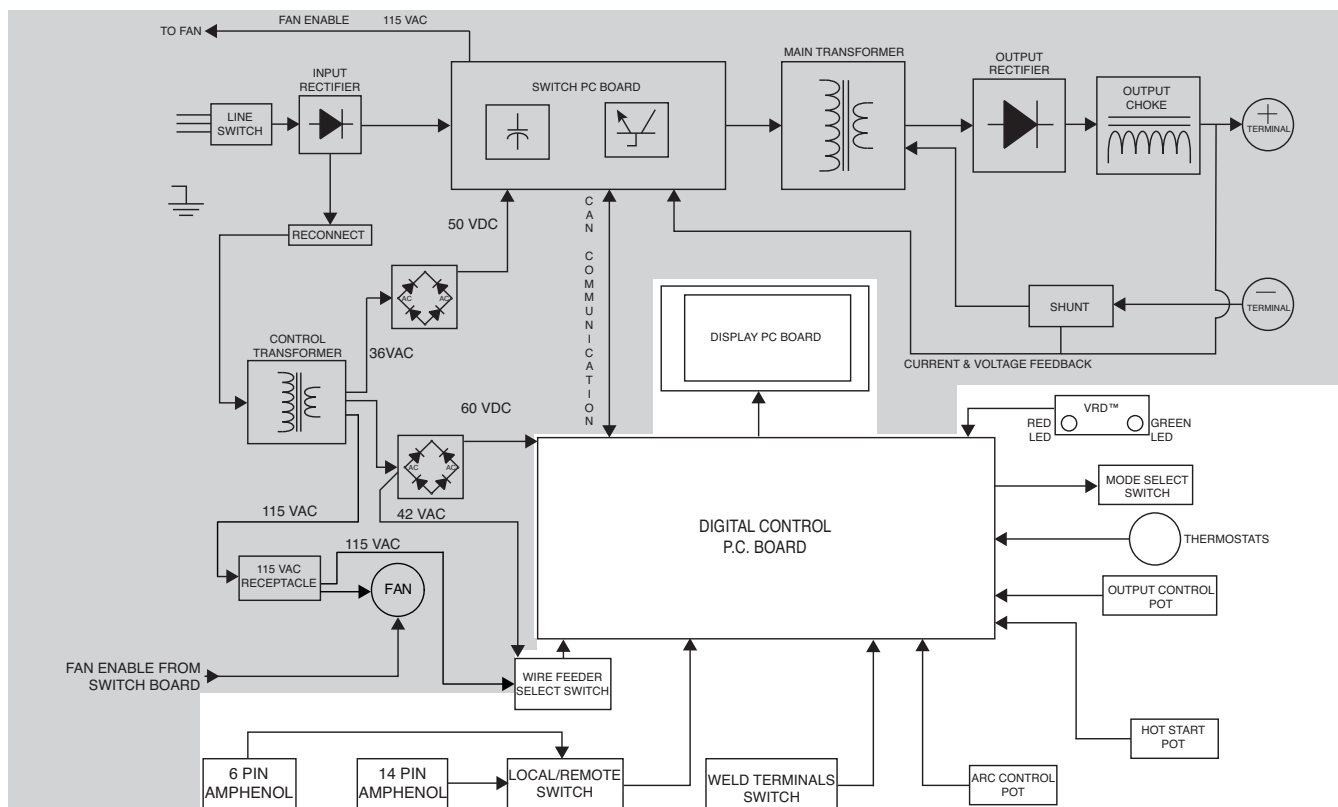 TO FAN
FAN ENABLE 115 VAC
INPUT
RECTIFIER
LINE
SWITCH
SWITCH PC BOARD
MAIN TRANSFORMER
OUTPUT
RECTIFIER
OUTPUT
CHOKE
+
TERMINAL
RECONNECT
50 VDC
CAN COMMUNICATION
AC AC
36VAC
CONTROL
TRANSFORMER
DISPLAY PC BOARD
SHUNT
–
TERMINAL
CURRENT & VOLTAGE FEEDBACK
60 VDC
AC AC
VRD™
RED
LED
GREEN
LED
MODE SELECT
SWITCH
DIGITAL CONTROL
P.C. BOARD
THERMOSTATS
115 VAC
42 VAC
115 VAC
115 VAC
RECEPTACLE
FAN
OUTPUT CONTROL
POT
FAN ENABLE FROM
SWITCH BOARD
WIRE FEEDER
SELECT SWITCH
HOT START
POT
6 PIN
AMPHENOL
14 PIN
AMPHENOL
LOCAL/REMOTE
SWITCH
WELD TERMINALS
SWITCH
ARC CONTROL
POT